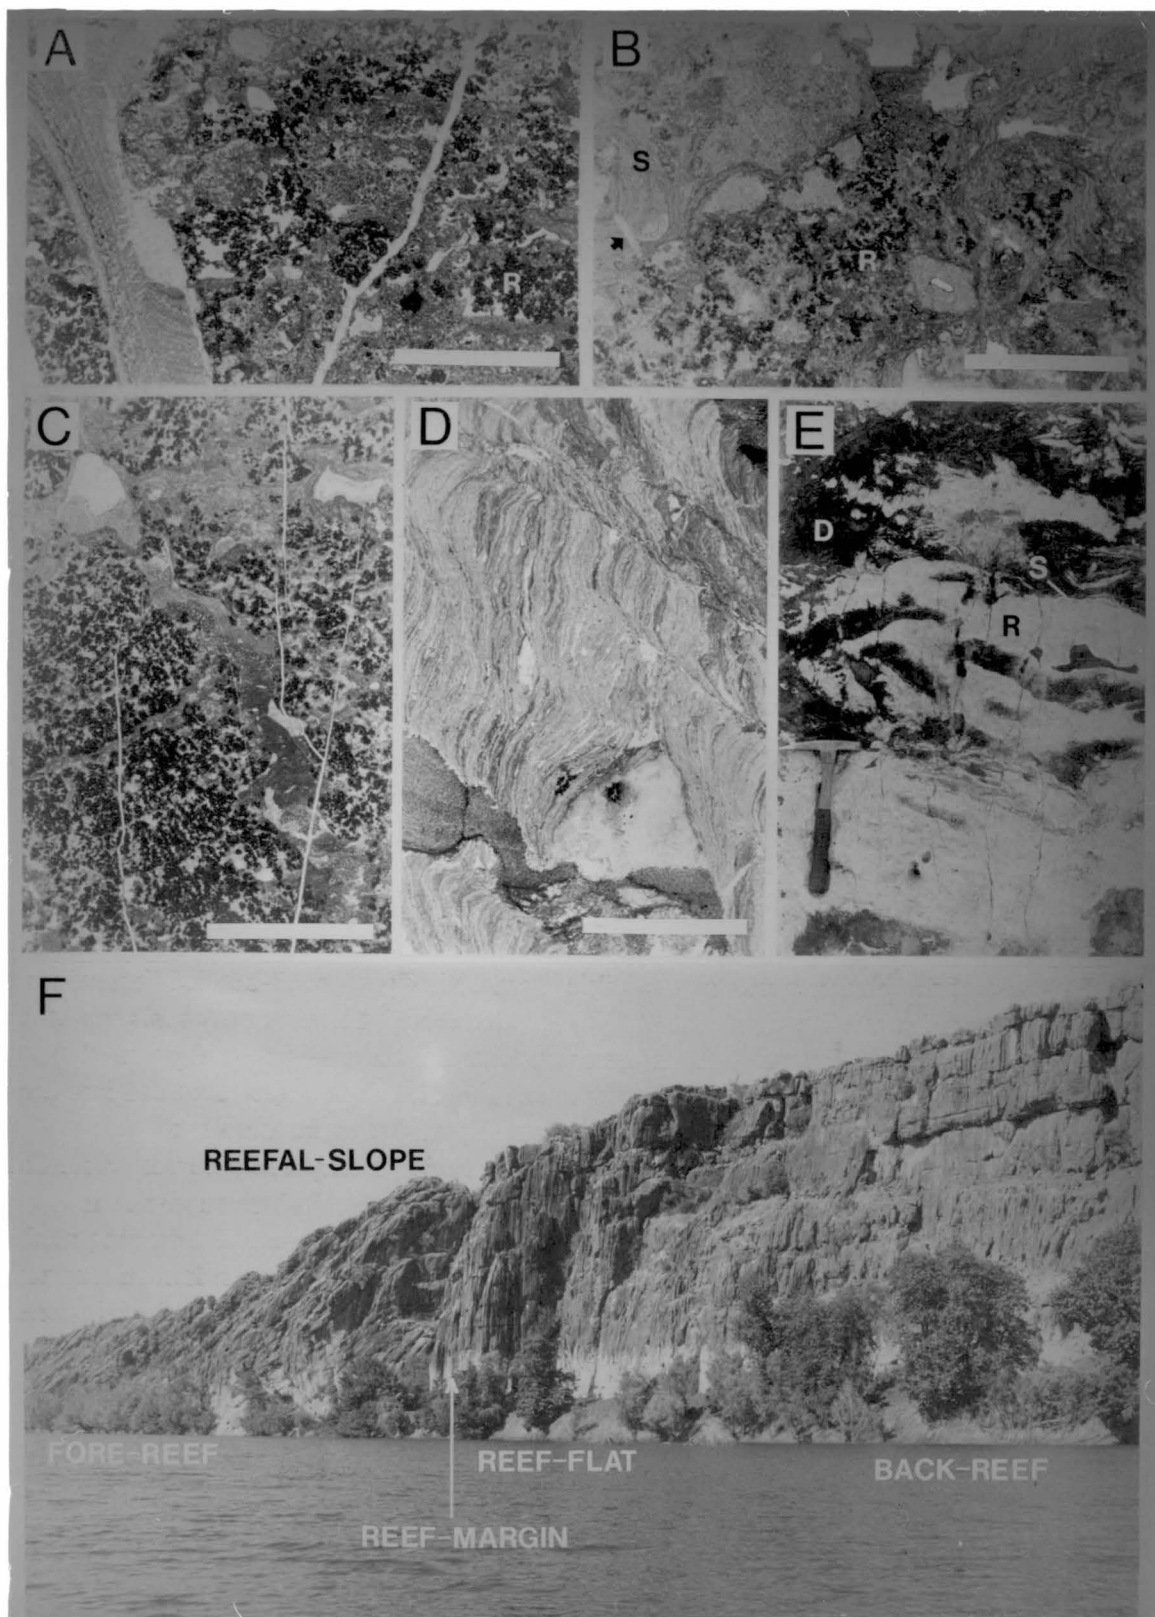 A
B
S
R
R
C
D
E
D
S
R
F
REEFAL-SLOPE
FORE-REEF
REEF-FLAT
BACK-REEF
REEF-MARGIN